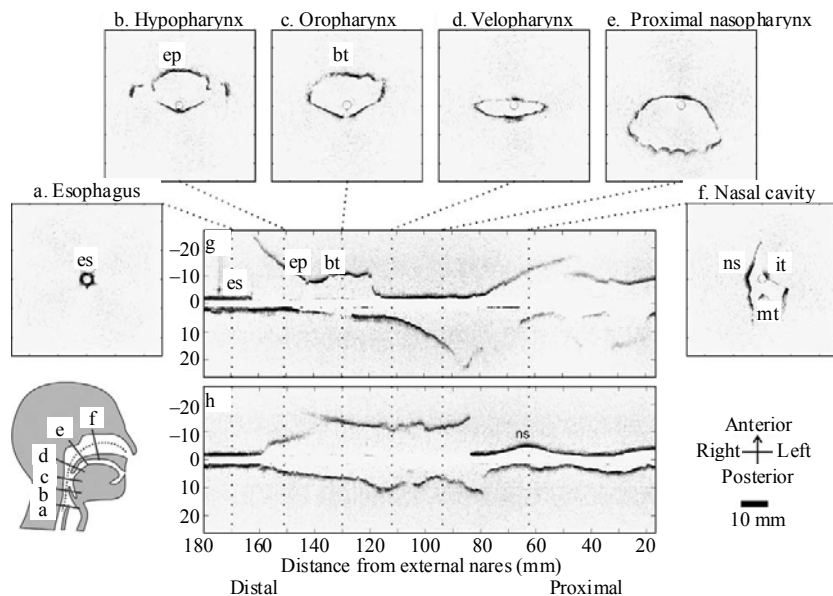 b. Hypopharynx
c. Oropharynx
d. Velopharynx
e. Proximal nasopharynx
ep
bt
a. Esophagus
f. Nasal cavity
es
ns
it
mt
g
−20
−10
0
10
20
es
ep
bt
h
−20
−10
0
10
20
ns
180 160 140 120 100 80 60 40 20
Distance from external nares (mm)
Distal
Proximal
f
e
d
c
b
a
Anterior
Right
Left
Posterior
10 mm